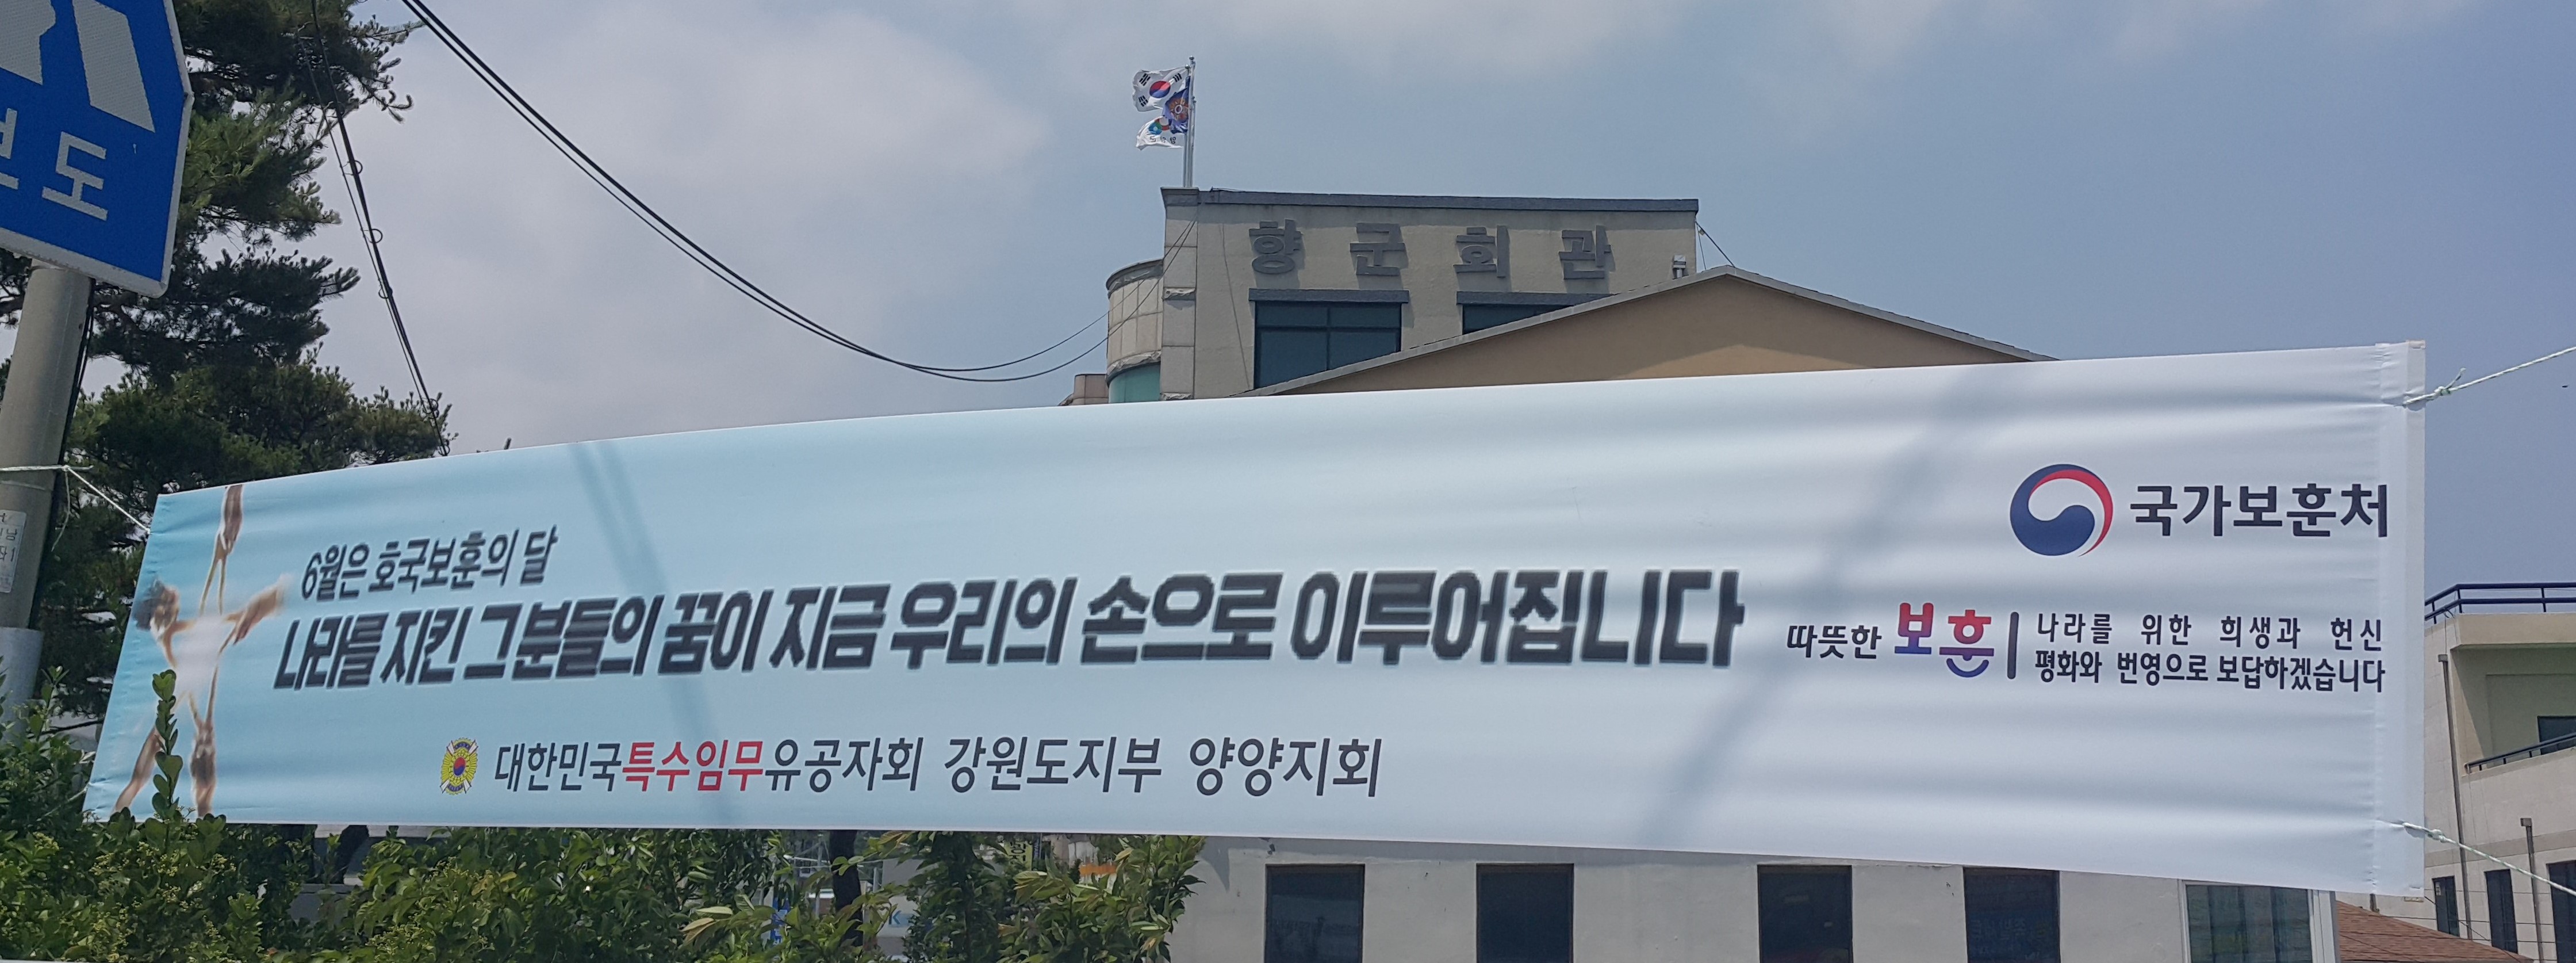 도
향군회관
국가보훈처
6월은 호국보훈의 달
나라를 지킨 그분들의 꿈이 지금 우리의 손으로 이루어집니다
따뜻한 보훈
나라를 위한 희생과 헌신
평화와 번영으로 보답하겠습니다
대한민국특수임무유공자회 강원도지부 양양지회